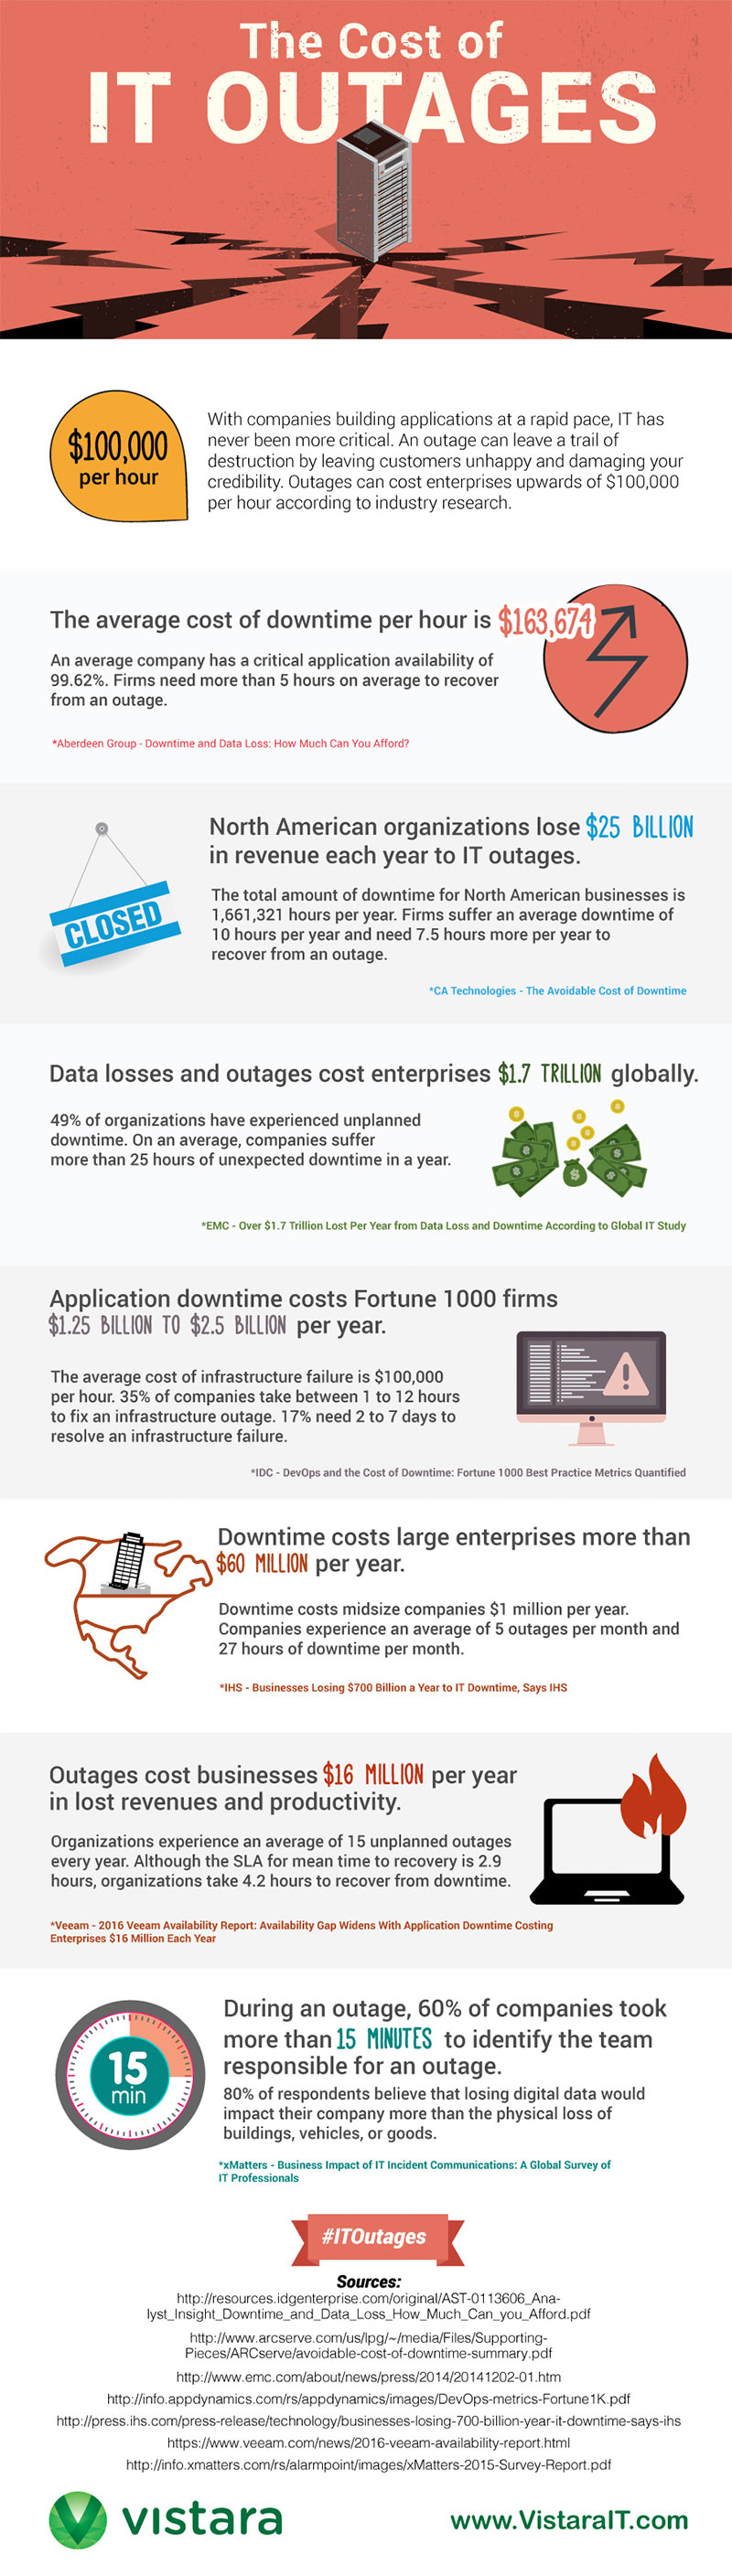 The Cost of
IT OUTAGES
$100,000
per hour
With companies building applications at a rapid pace, IT has
never been more critical. An outage can leave a trail of
destruction by leaving customers unhappy and damaging your
credibility. Outages can cost enterprises upwards of $100,000
per hour according to industry research.
The average cost of downtime per hour is $163,674
An average company has a critical application availability of
99.62%. Firms need more than 5 hours on average to recover
from an outage.
*Aberdeen Group - Downtime and Data Loss: How Much Can You Afford?
North American organizations lose $25 BILLION
in revenue each year to IT outages.
CLOSED
The total amount of downtime for North American businesses is
1,661,321 hours per year. Firms suffer an average downtime of
10 hours per year and need 7.5 hours more per year to
recover from an outage.
*CA Technologies - The Avoidable Cost of Downtime
Data losses and outages cost enterprises $1.7 TRILLION globally.
49% of organizations have experienced unplanned
downtime. On an average, companies suffer
more than 25 hours of unexpected downtime in a year.
*EMC - Over $1.7 Trillion Lost Per Year from Data Loss and Downtime According to Global IT Study
Application downtime costs Fortune 1000 firms
$1.25 BILLION TO $2.5 BILLION per year.
The average cost of infrastructure failure is $100,000
per hour. 35% of companies take between 1 to 12 hours
to fix an infrastructure outage. 17% need 2 to 7 days to
resolve an infrastructure failure.
*IDC - DevOps and the Cost of Downtime: Fortune 1000 Best Practice Metrics Quantified
Downtime costs large enterprises more than
$60 MILLION per year.
Downtime costs midsize companies $1 million per year.
Companies experience an average of 5 outages per month and
27 hours of downtime per month.
*IHS - Businesses Losing $700 Billion a Year to IT Downtime, Says IHS
Outages cost businesses $16 MILLION per year
in lost revenues and productivity.
Organizations experience an average of 15 unplanned outages
every year. Although the SLA for mean time to recovery is 2.9
hours, organizations take 4.2 hours to recover from downtime.
*Veeam - 2016 Veeam Availability Report: Availability Gap Widens With Application Downtime Costing
Enterprises $16 Million Each Year
15
min
During an outage, 60% of companies took
more than 15 MINUTES to identify the team
responsible for an outage.
80% of respondents believe that losing digital data would
impact their company more than the physical loss of
buildings, vehicles, or goods.
*xMatters - Business Impact of IT Incident Communications: A Global Survey of
IT Professionals
#ITOutages
Sources:
http://resources.idgenterprise.com/original/AST-0113606_Ana-
lyst_Insight_Downtime_and_Data_Loss_How_Much_Can_you_Afford.pdf
http://www.arcserve.com/us/lpg/~/media/Files/Supporting-
Pieces/ARCserve/avoidable-cost-of-downtime-summary.pdf
http://www.emc.com/about/news/press/2014/20141202-01.htm
http://info.appdynamics.com/rs/appdynamics/images/DevOps-metrics-Fortune1K.pdf
http://press.ihs.com/press-release/technology/businesses-losing-700-billion-year-it-downtime-says-ihs
https://www.veeam.com/news/2016-veeam-availability-report.html
http://info.xmatters.com/rs/alarmpoint/images/xMatters-2015-Survey-Report.pdf
vistara
www.VistaraIT.com